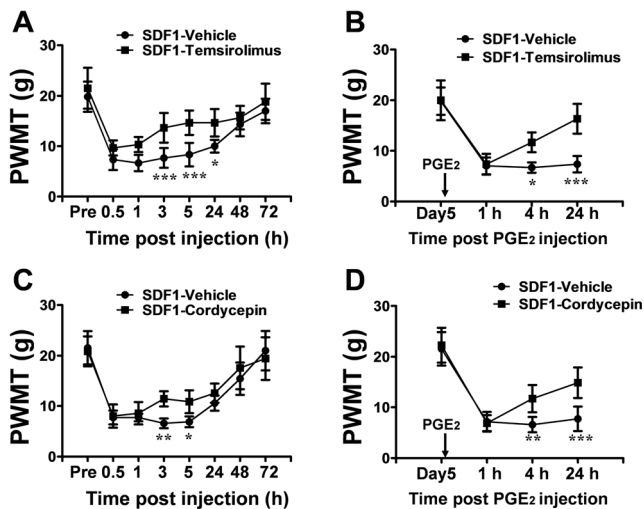 A
SDF1-Vehicle
SDF1-Temsirolimus
PWMT (g)
30
20
10
0
*** *** *
Pre 0.5 1 3 5 24 48 72
Time post injection (h)
B
SDF1-Vehicle
SDF1-Temsirolimus
PWMT (g)
30
20
10
0
PGE2
* ***
Day5 1 h 4 h 24 h
Time post PGE2 injection
C
SDF1-Vehicle
SDF1-Cordycepin
PWMT (g)
30
20
10
0
** *
Pre 0.5 1 3 5 24 48 72
Time post injection (h)
D
SDF1-Vehicle
SDF1-Cordycepin
PWMT (g)
30
20
10
0
PGE2
** ***
Day5 1 h 4 h 24 h
Time post PGE2 injection